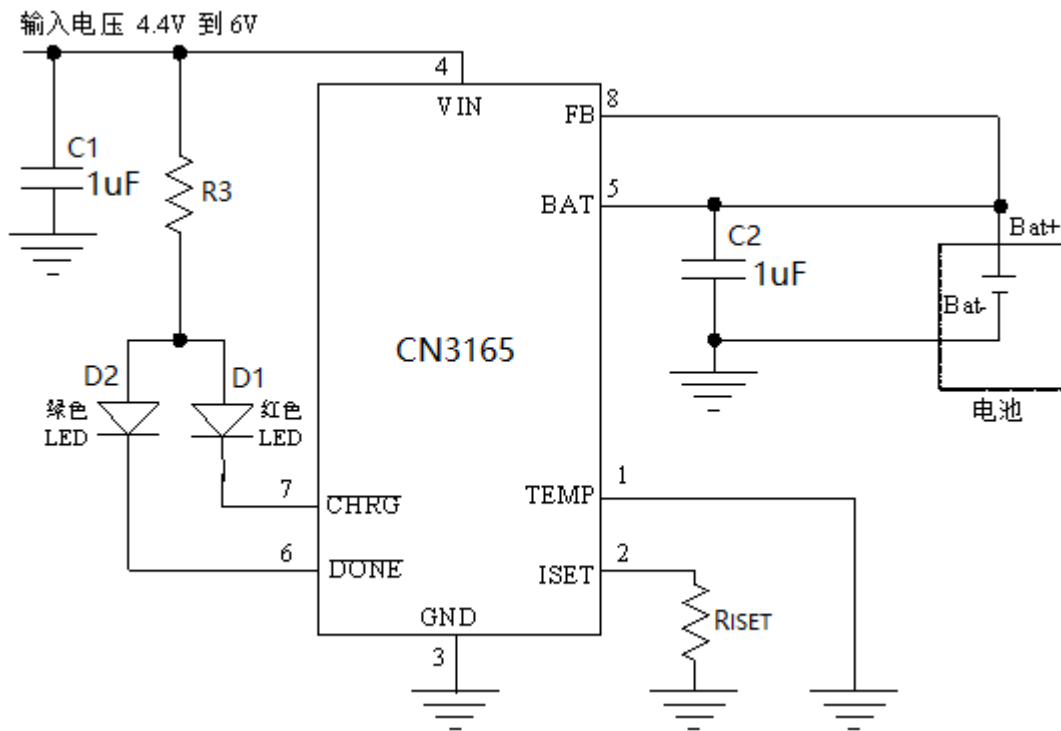 输入电压 4.4V 到 6V
4
VIN
8
FB
C1
1uF
R3
5
BAT
C2
1uF
Bat+
Bat-
CN3165
D2
D1
绿色
LED
红色
LED
电池
7
CHRG
TEMP
1
6
DONE
ISET
2
GND
RISET
3